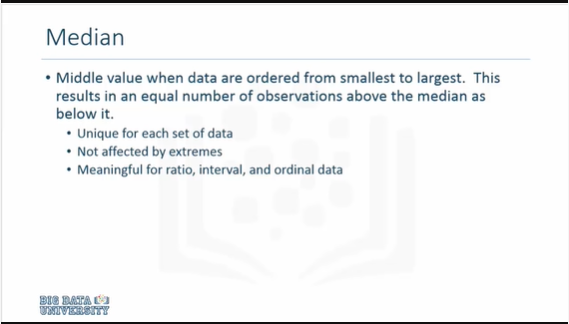 Median
• Middle value when data are ordered from smallest to largest.  This
results in an equal number of observations above the median as
below it.
• Unique for each set of data
• Not affected by extremes
• Meaningful for ratio, interval, and ordinal data
BIG DATA
UNIVERSITY